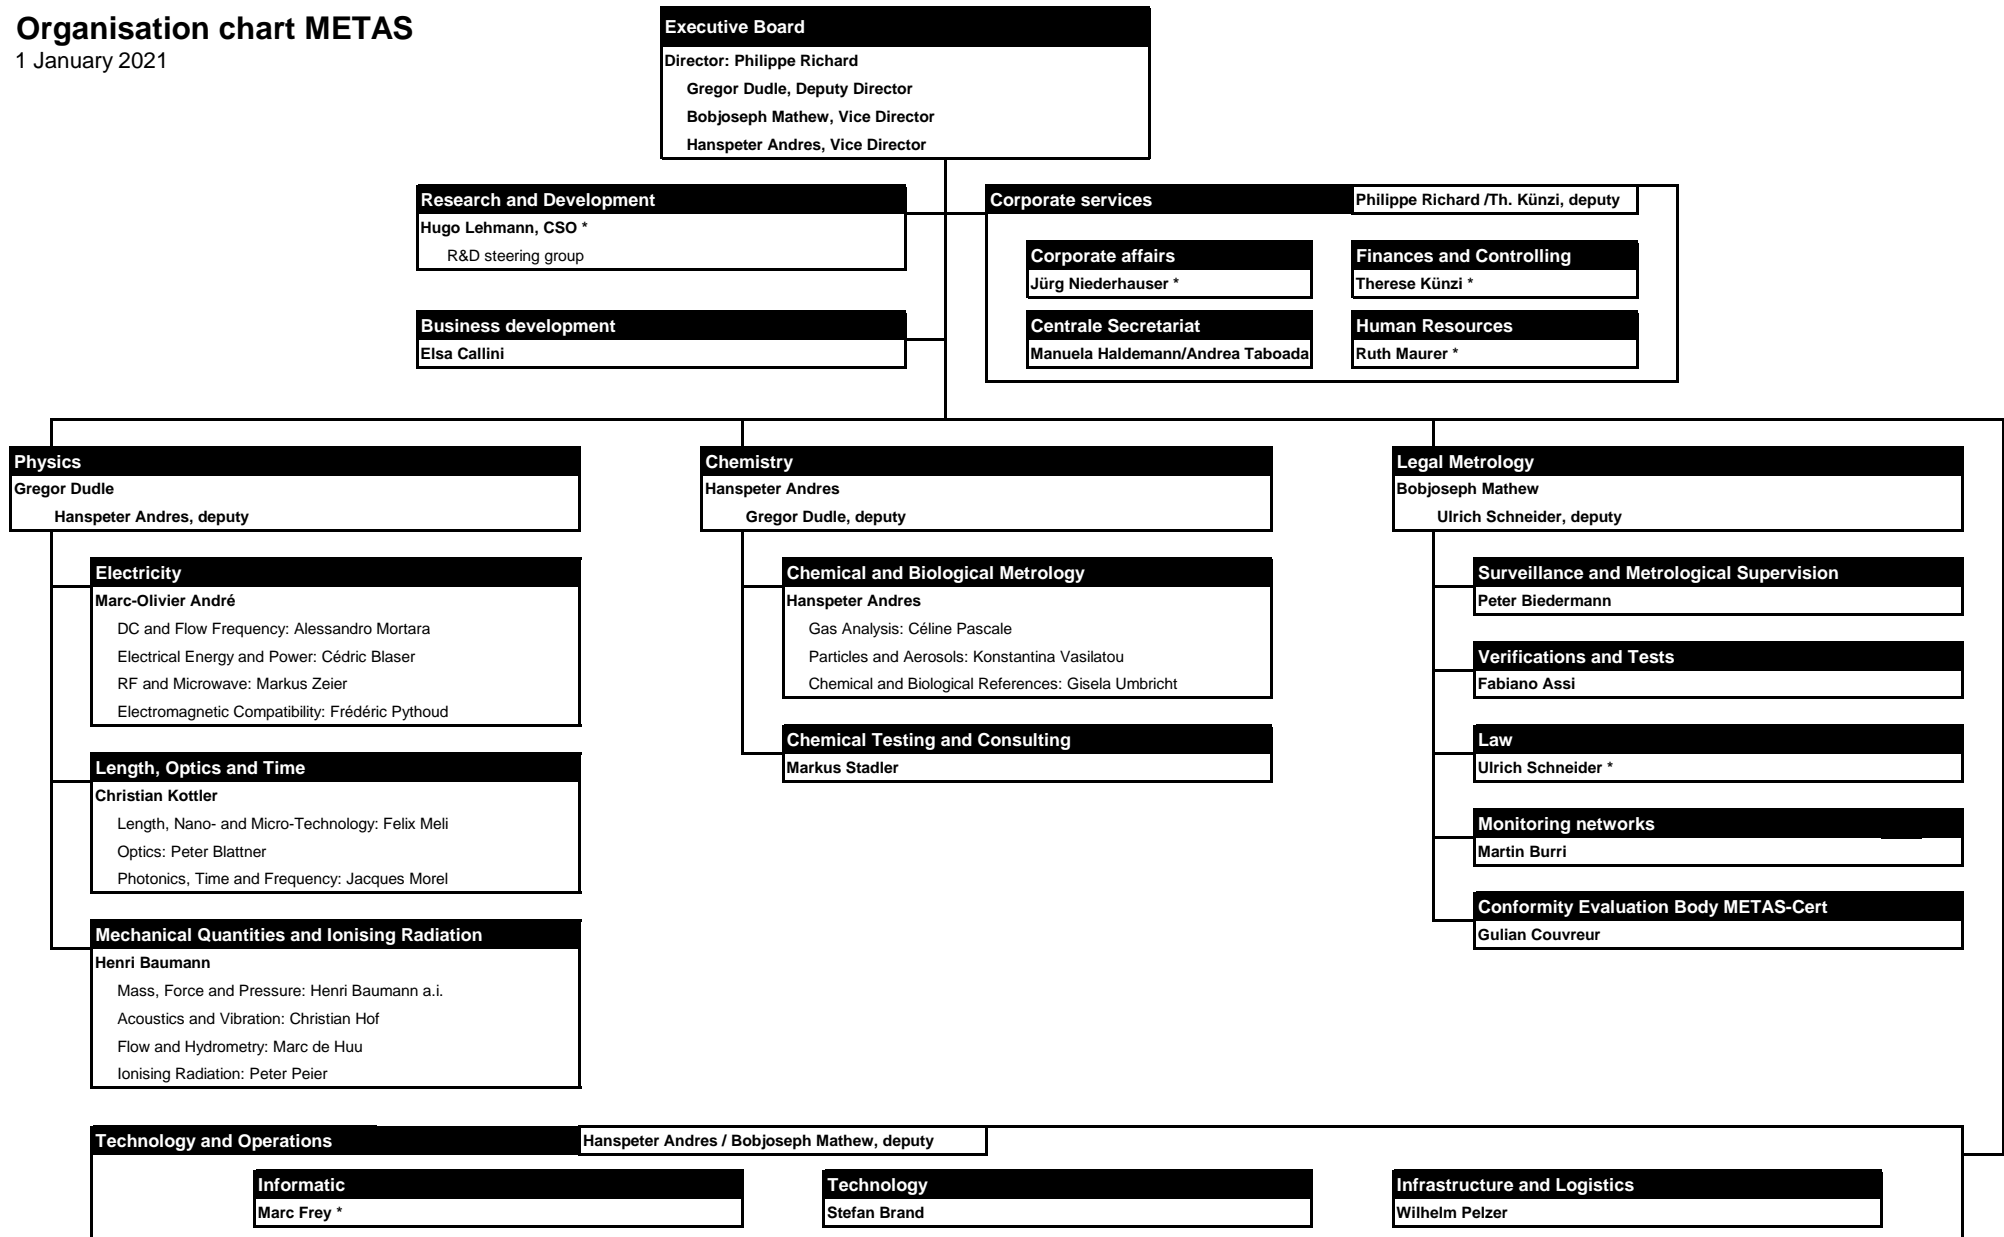 Organisation chart METAS
1 January 2021
Executive Board
Director: Philippe Richard
Gregor Dudle, Deputy Director
Bobjoseph Mathew, Vice Director
Hanspeter Andres, Vice Director
Research and Development
Hugo Lehmann, CSO *
R&D steering group
Business development
Elsa Callini
Corporate services
Philippe Richard /Th. Künzi, deputy
Corporate affairs
Jürg Niederhauser *
Finances and Controlling
Therese Künzi *
Centrale Secretariat
Manuela Haldemann/Andrea Taboada
Human Resources
Ruth Maurer *
Physics
Gregor Dudle
Hanspeter Andres, deputy
Electricity
Marc-Olivier André
DC and Flow Frequency: Alessandro Mortara
Electrical Energy and Power: Cédric Blaser
RF and Microwave: Markus Zeier
Electromagnetic Compatibility: Frédéric Pythoud
Length, Optics and Time
Christian Kottler
Length, Nano- and Micro-Technology: Felix Meli
Optics: Peter Blattner
Photonics, Time and Frequency: Jacques Morel
Mechanical Quantities and Ionising Radiation
Henri Baumann
Mass, Force and Pressure: Henri Baumann a.i.
Acoustics and Vibration: Christian Hof
Flow and Hydrometry: Marc de Huu
Ionising Radiation: Peter Peier
Chemistry
Hanspeter Andres
Gregor Dudle, deputy
Chemical and Biological Metrology
Hanspeter Andres
Gas Analysis: Céline Pascale
Particles and Aerosols: Konstantina Vasilatou
Chemical and Biological References: Gisela Umbricht
Chemical Testing and Consulting
Markus Stadler
Legal Metrology
Bobjoseph Mathew
Ulrich Schneider, deputy
Surveillance and Metrological Supervision
Peter Biedermann
Verifications and Tests
Fabiano Assi
Law
Ulrich Schneider *
Monitoring networks
Martin Burri
Conformity Evaluation Body METAS-Cert
Gulian Couvreur
Technology and Operations
Hanspeter Andres / Bobjoseph Mathew, deputy
Informatic
Marc Frey *
Technology
Stefan Brand
Infrastructure and Logistics
Wilhelm Pelzer